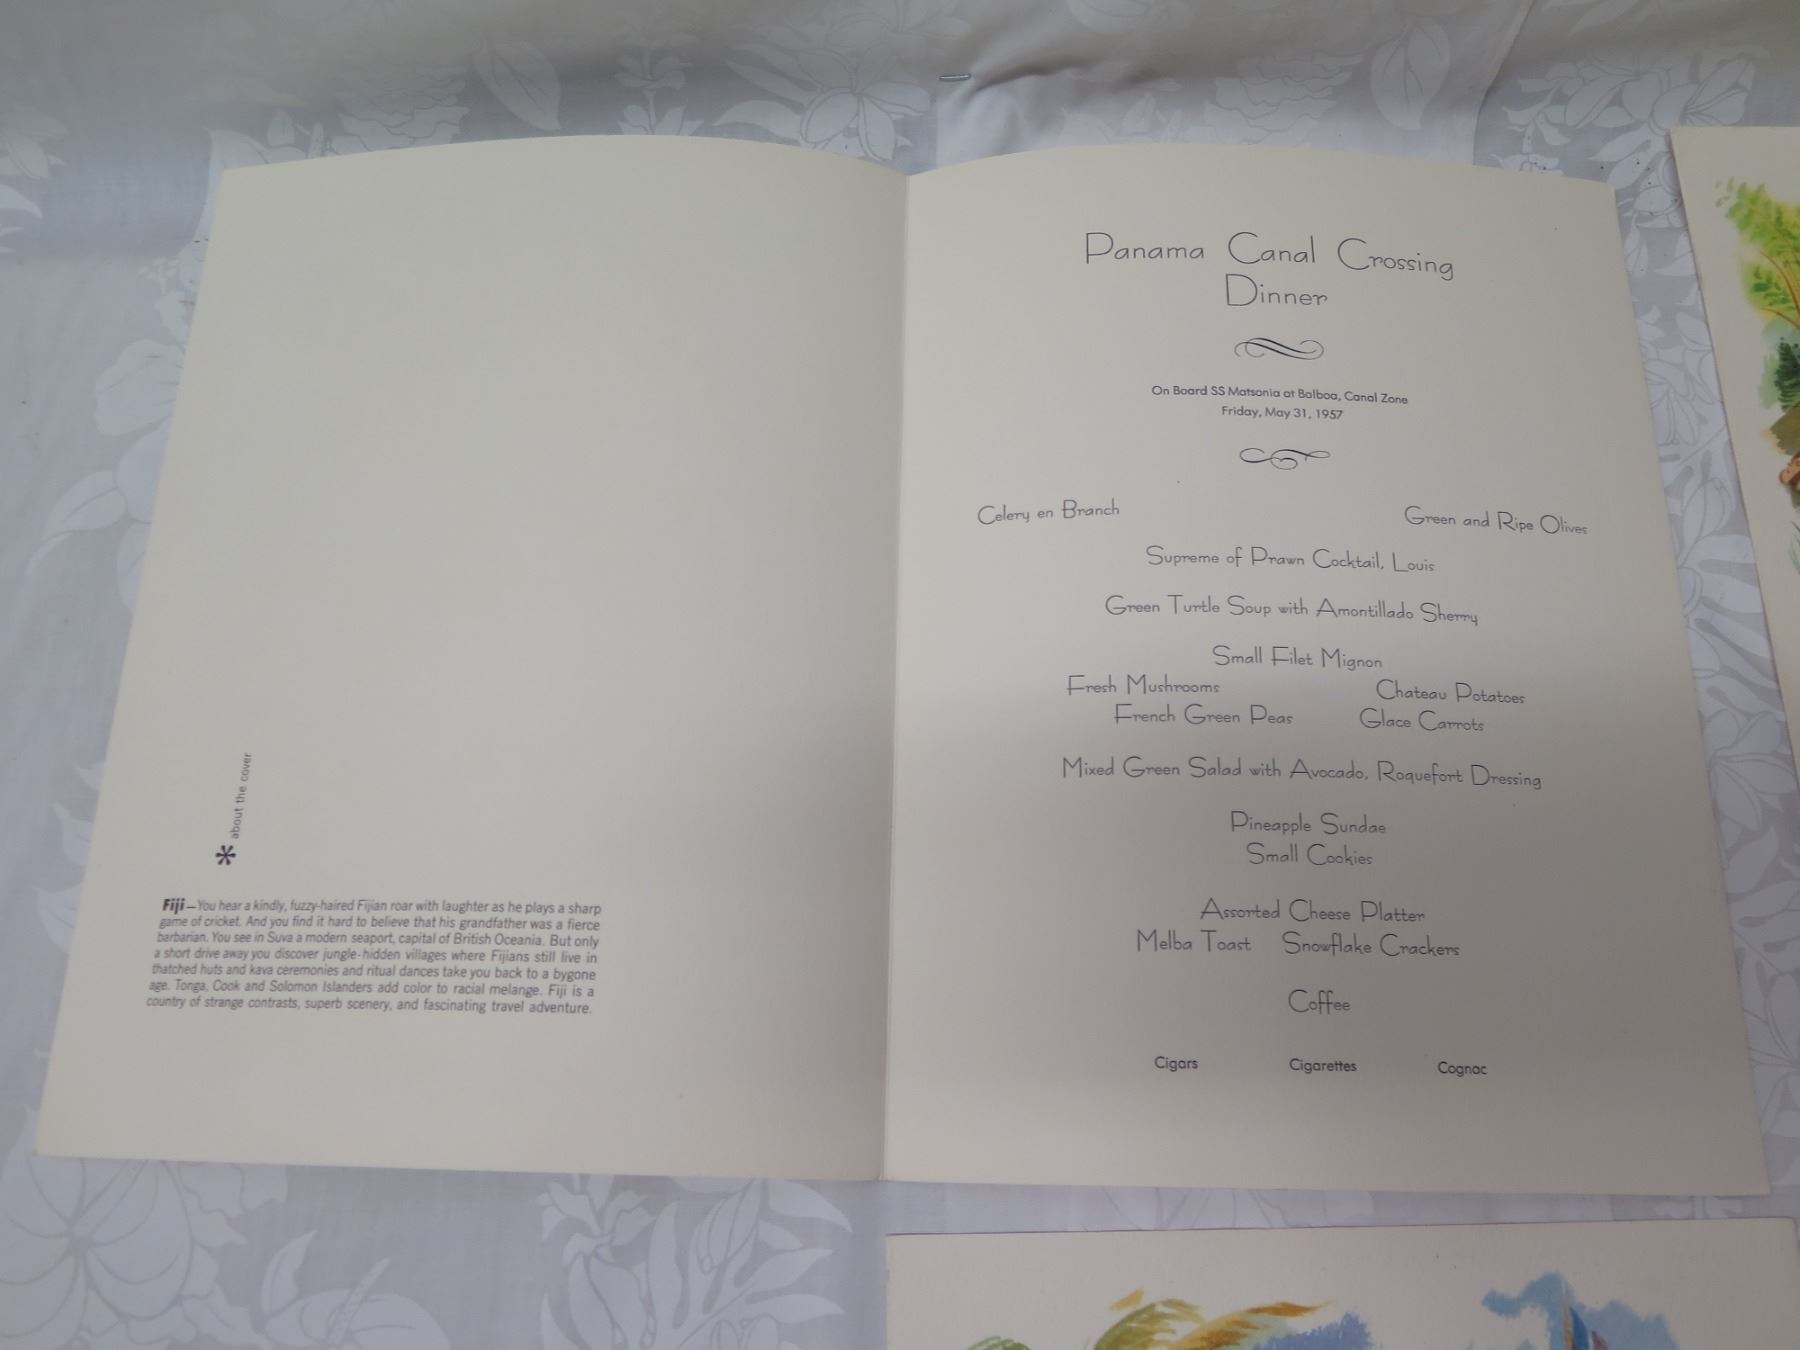 * about the cover
Fiji—You hear a kindly, fuzzy-haired Fijian roar with laughter as he plays a sharp
game of cricket. And you find it hard to believe that his grandfather was a fierce
barbarian. You see in Suva a modern seaport, capital of British Oceania. But only
a short drive away you discover jungle-hidden villages where Fijians still live in
thatched huts and kava ceremonies and ritual dances take you back to a bygone
age. Tonga, Cook and Solomon Islanders add color to racial melange. Fiji is a
country of strange contrasts, superb scenery, and fascinating travel adventure.
Panama Canal Crossing
Dinner
On Board SS Matsonia at Balboa, Canal Zone
Friday, May 31, 1957
Celery en Branch Green and Ripe Olives
Supreme of Prawn Cocktail, Louis
Green Turtle Soup with Amontillado Sherry
Small Filet Mignon
Fresh Mushrooms Chateau Potatoes
French Green Peas Glace Carrots
Mixed Green Salad with Avocado, Roquefort Dressing
Pineapple Sundae
Small Cookies
Assorted Cheese Platter
Melba Toast Snowflake Crackers
Coffee
Cigars Cigarettes Cognac